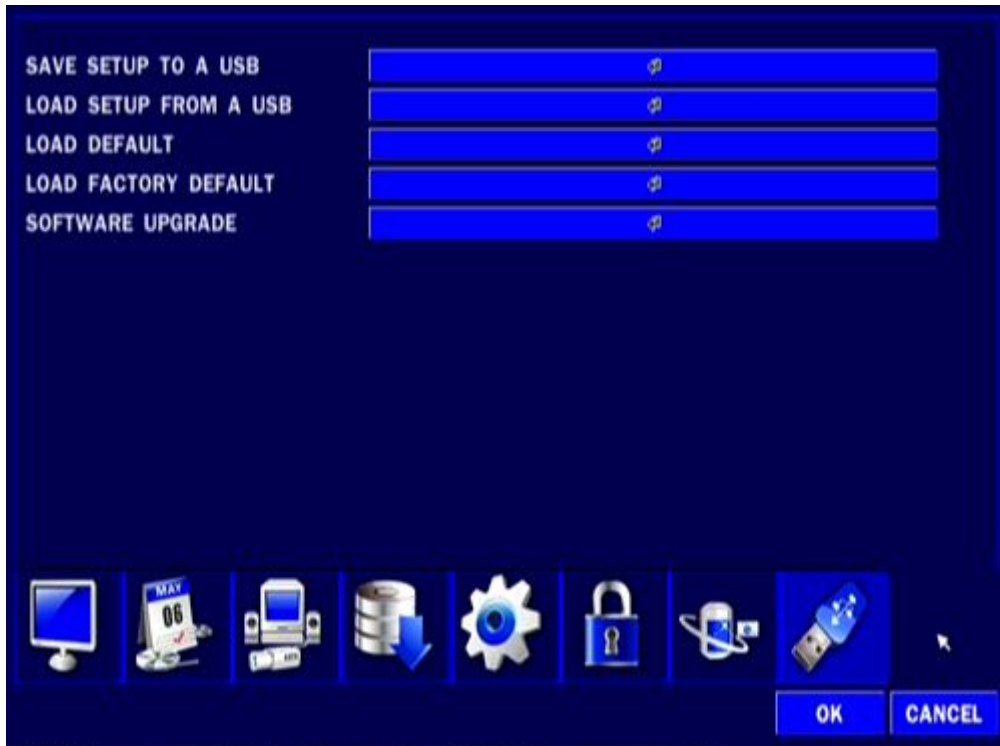 SAVE SETUP TO A USB
LOAD SETUP FROM A USB
LOAD DEFAULT
LOAD FACTORY DEFAULT
SOFTWARE UPGRADE
MAY
06
OK CANCEL